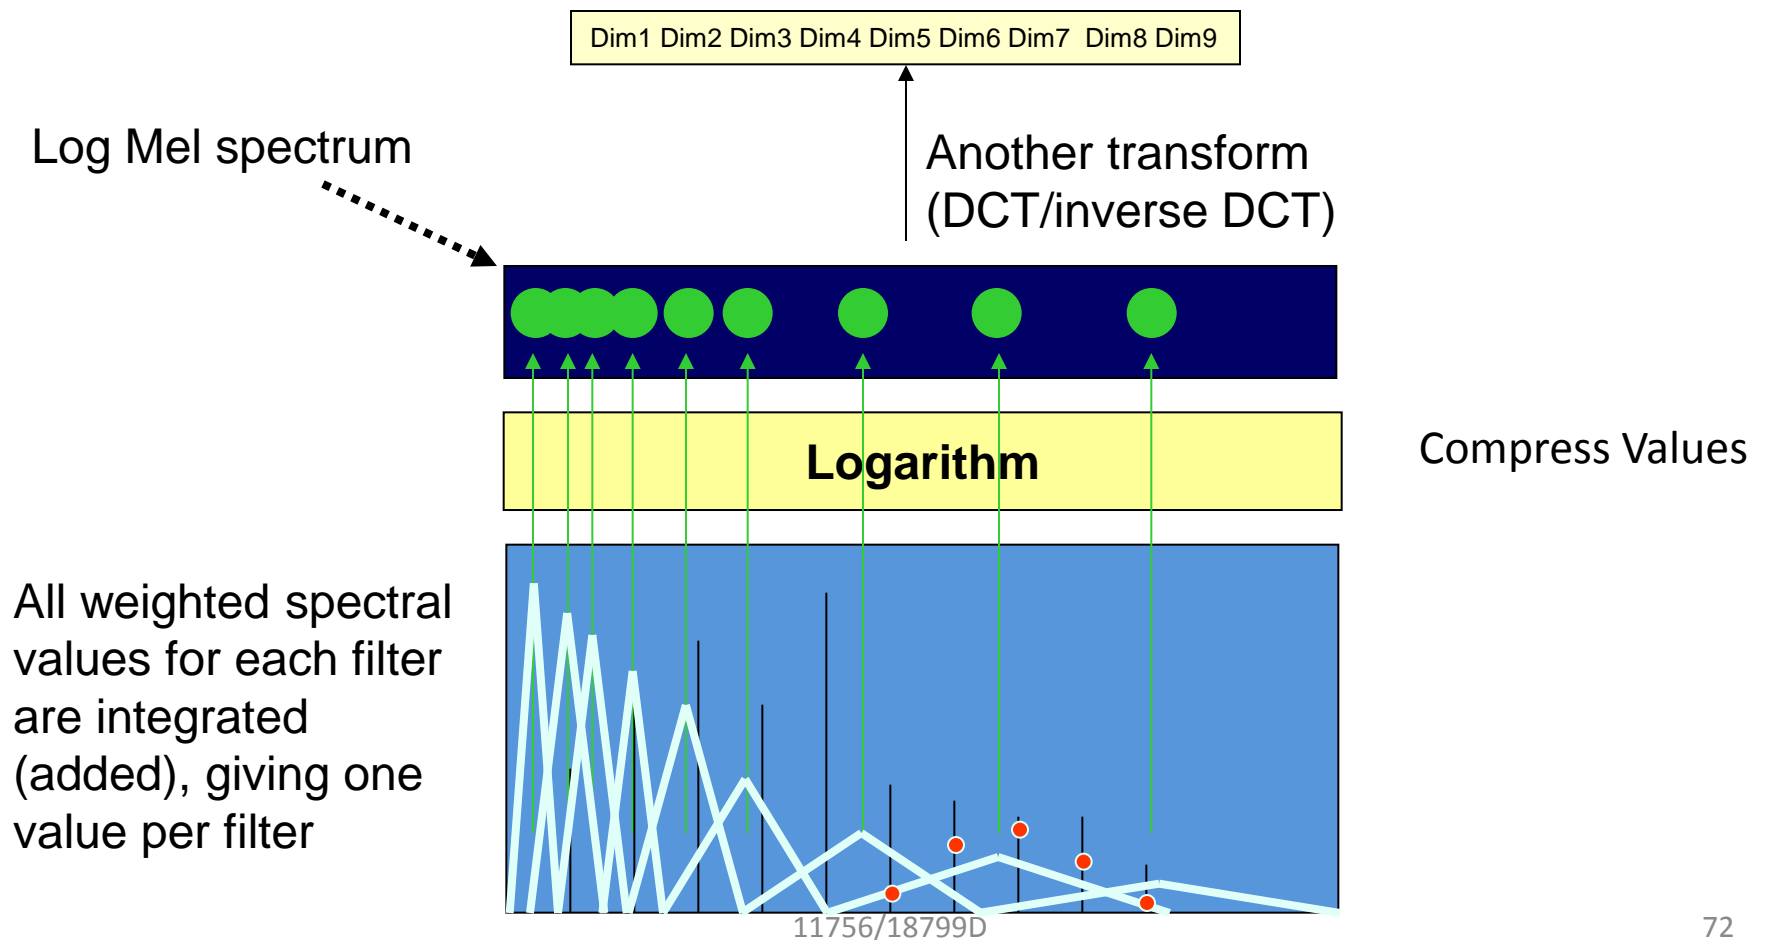 Dim1 Dim2 Dim3 Dim4 Dim5 Dim6 Dim7 Dim8 Dim9
Log Mel spectrum
Another transform
(DCT/inverse DCT)
Logarithm
Compress Values
All weighted spectral
values for each filter
are integrated
(added), giving one
value per filter
11756/18799D
72